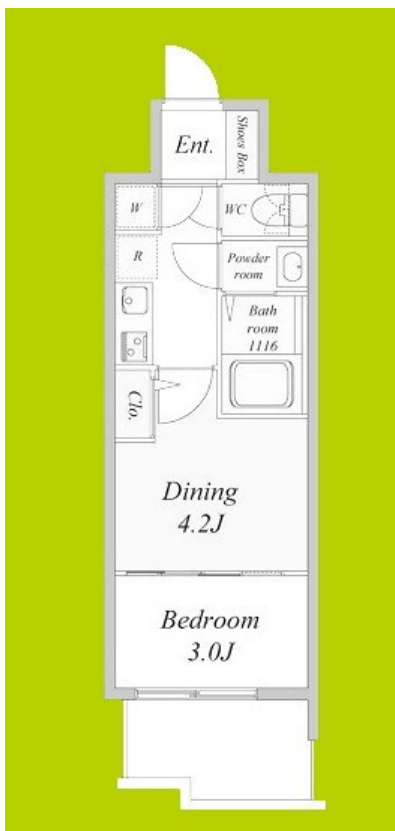 Ent.
Shoes Box
W
WC
R
Powder
room
Bath
room
1116
Clo.
Dining
4.2J
Bedroom
3.0J